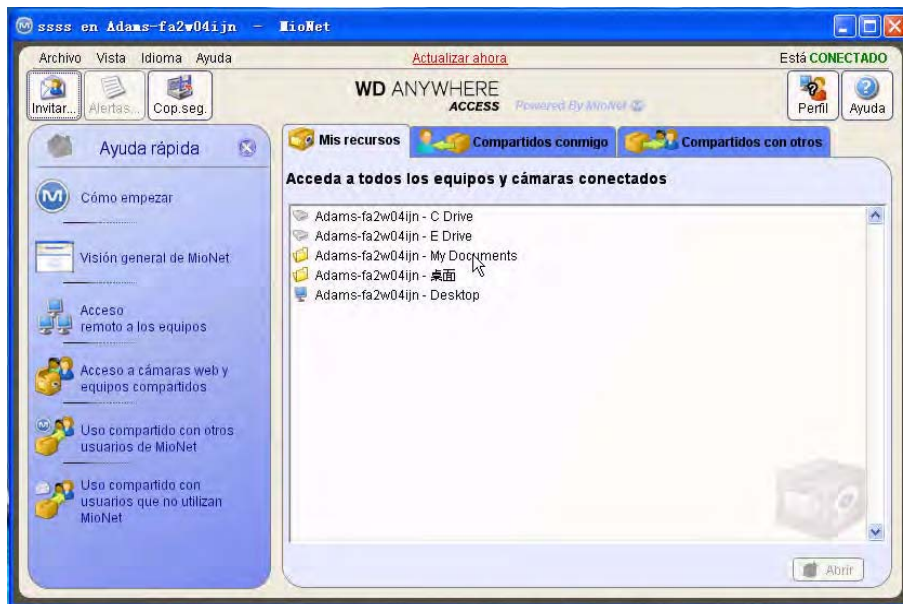 ssss en Adams-fa2w04ijn - MioNet
Archivo Vista Idioma Ayuda
Actualizar ahora
Está CONECTADO
Invitar...
Alertas...
Cop.seg.
WD ANYWHERE
ACCESS
Powered By MioNet
Perfil
Ayuda
Ayuda rápida
Cómo empezar
Visión general de MioNet
Acceso
remoto a los equipos
Acceso a cámaras web y
equipos compartidos
Uso compartido con otros
usuarios de MioNet
Uso compartido con
usuarios que no utilizan
MioNet
Mis recursos
Compartidos conmigo
Compartidos con otros
Acceda a todos los equipos y cámaras conectados
Adams-fa2w04ijn - C Drive
Adams-fa2w04ijn - E Drive
Adams-fa2w04ijn - My Documents
Adams-fa2w04ijn - 桌面
Adams-fa2w04ijn - Desktop
Abrir